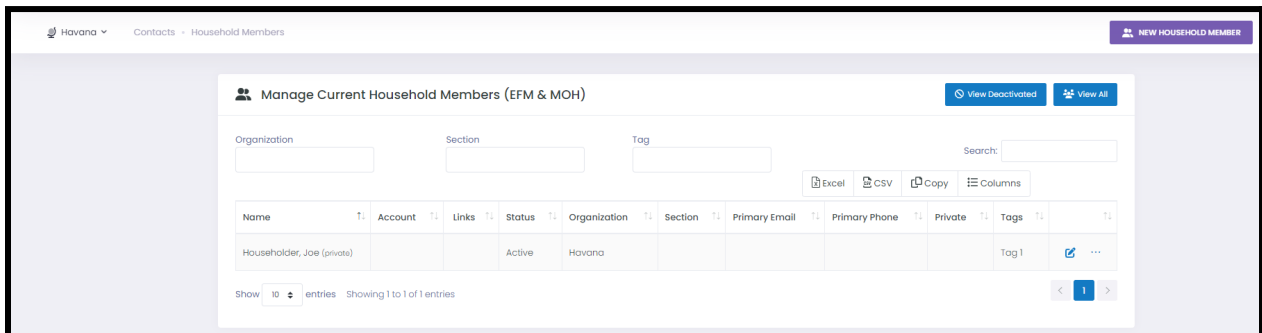 Havana Contacts • Household Members NEW HOUSEHOLD MEMBER
Manage Current Household Members (EFM & MOH) View Deactivated View All
Organization Section Tag
Search:
Excel CSV Copy Columns
Name Account Links Status Organization Section Primary Email Primary Phone Private Tags
Householder, Joe (private) Active Havana Tag 1
Show 10 entries Showing 1 to 1 of 1 entries < 1 >